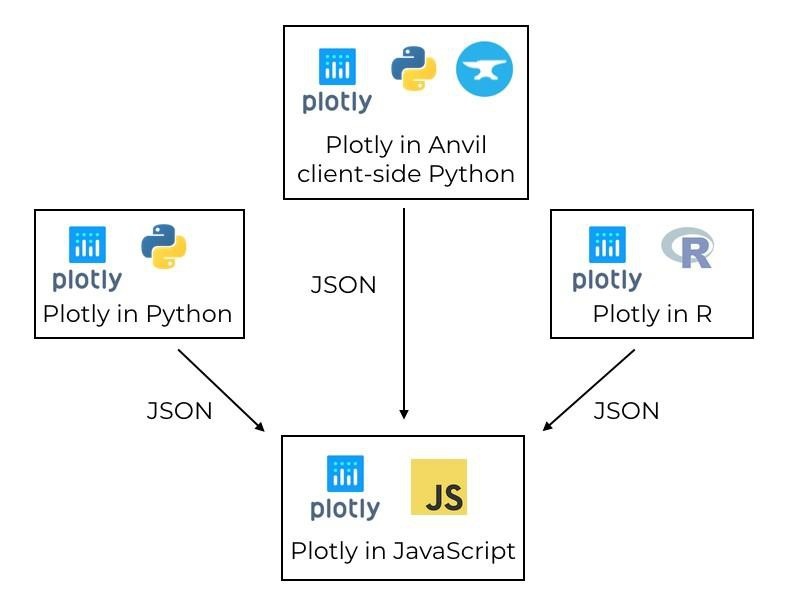 plotly
Plotly in Anvil
client-side Python
plotly
Plotly in Python
JSON
plotly
R
Plotly in R
JSON
JSON
plotly
JS
Plotly in JavaScript